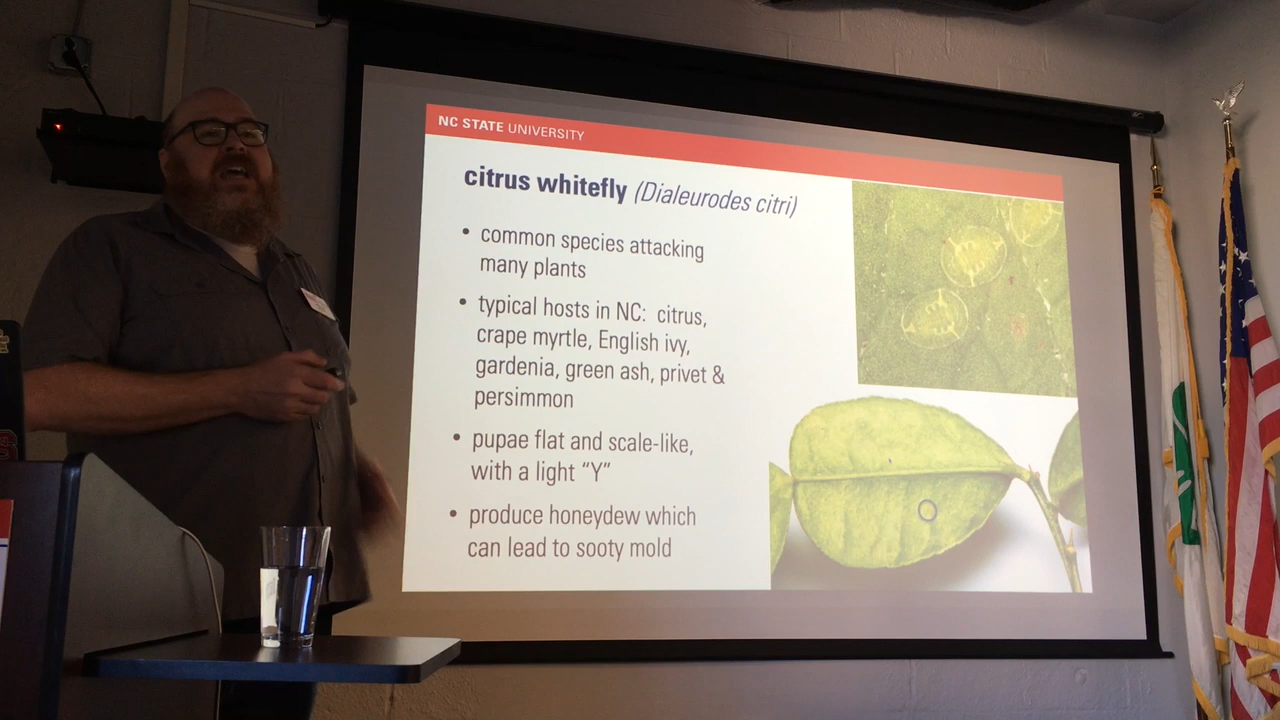 NC STATE UNIVERSITY
citrus whitefly (Dialeurodes citri)
• common species attacking
many plants
• typical hosts in NC: citrus,
crape myrtle, English ivy,
gardenia, green ash, privet &
persimmon
• pupae flat and scale-like,
with a light “Y”
• produce honeydew which
can lead to sooty mold